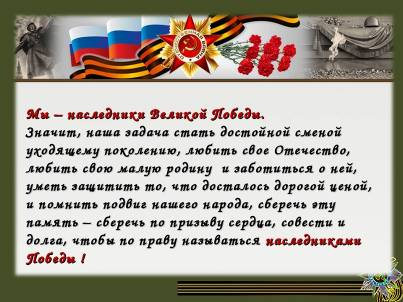 Мы – наследники Великой Победы.
Значит, наша задача стать достойной сменой
уходящему поколению, любить свое Отечество,
любить свою малую родину и заботиться о ней,
уметь защитить то, что досталось дорогой ценой,
и помнить подвиг нашего народа, сберечь эту
память – сберечь по призыву сердца, совести и
долга, чтобы по праву называться наследниками
Победы !